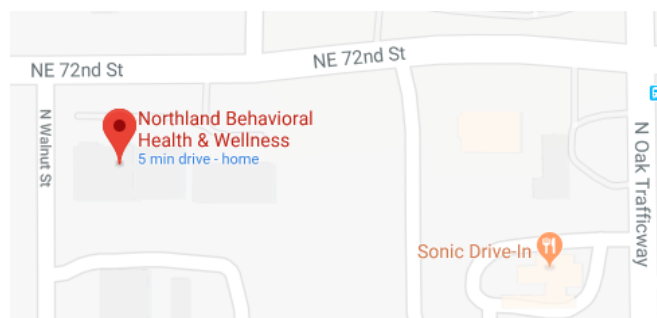 NE 72nd St
NE 72nd St
N Walnut St
Northland Behavioral
Health & Wellness
5 min drive - home
N Oak Trafficway
Sonic Drive-In